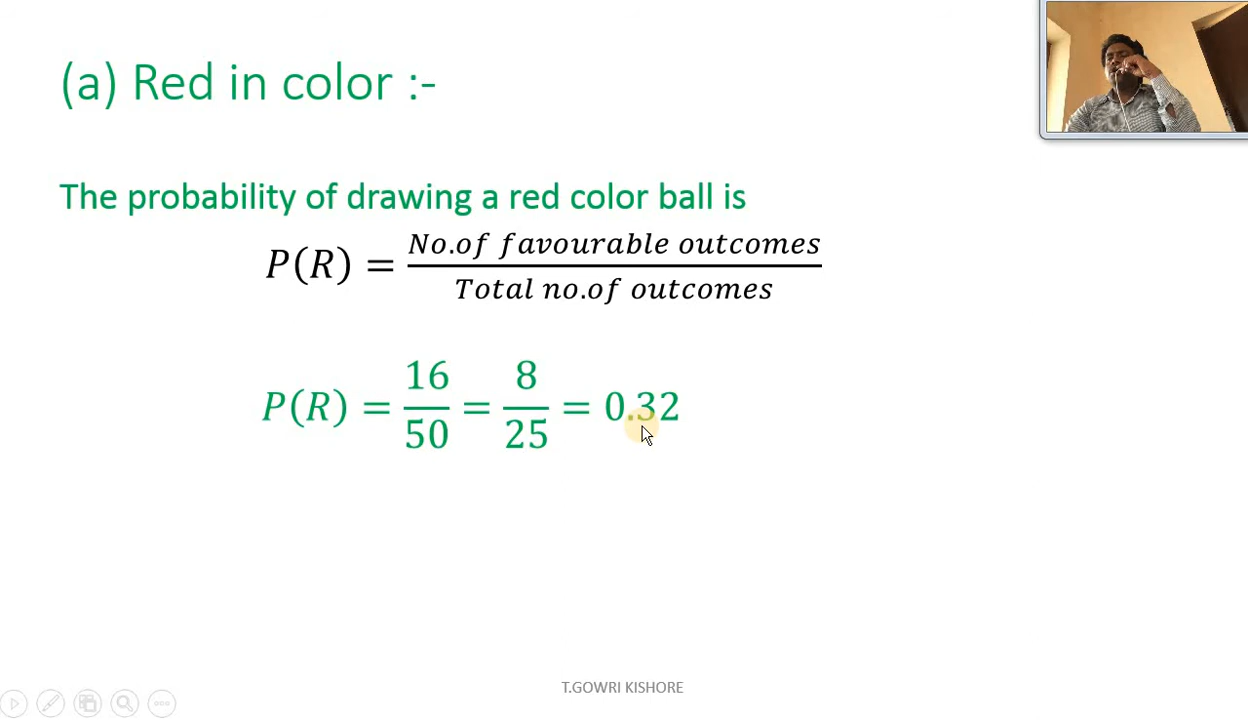 (a) Red in color :-
The probability of drawing a red color ball is
P(R) = No.of favourable outcomes / Total no.of outcomes
P(R) = 16/50 = 8/25 = 0.32
T.GOWRI KISHORE